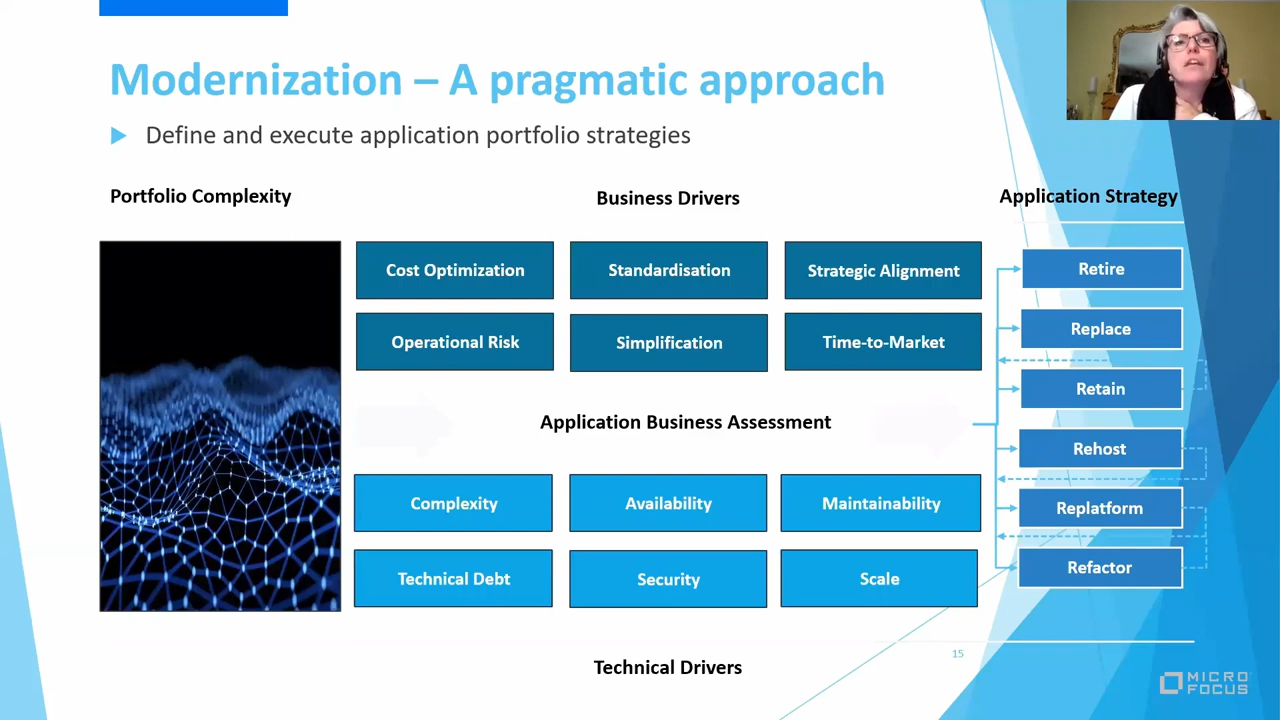 Modernization – A pragmatic approach
Define and execute application portfolio strategies
Portfolio Complexity
Business Drivers
Application Strategy
Cost Optimization
Standardisation
Strategic Alignment
Operational Risk
Simplification
Time-to-Market
Application Business Assessment
Complexity
Availability
Maintainability
Technical Debt
Security
Scale
Technical Drivers
Retire
Replace
Retain
Rehost
Replatform
Refactor
15
MICRO
FOCUS